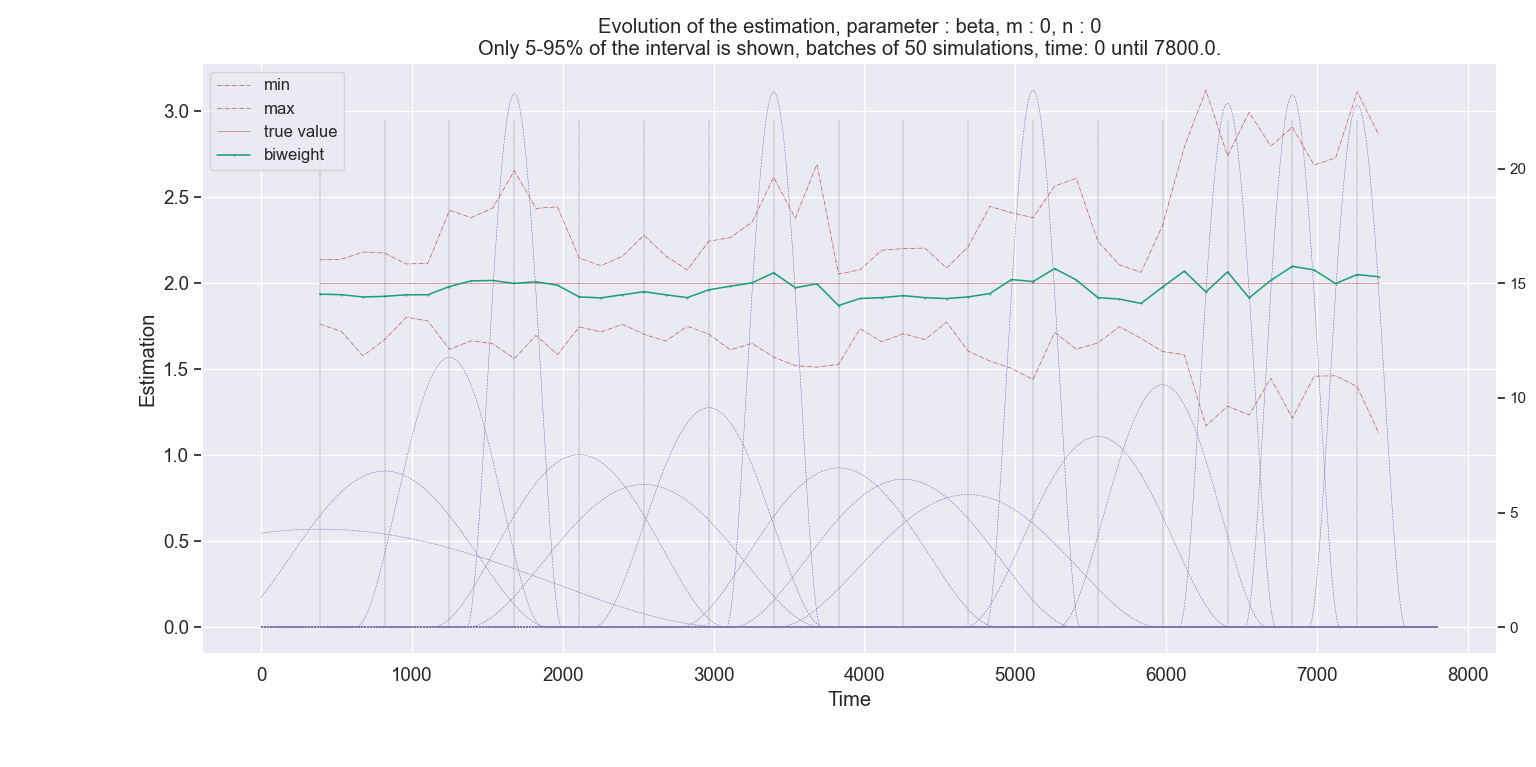 Evolution of the estimation, parameter : beta, m : 0, n : 0
Only 5-95% of the interval is shown, batches of 50 simulations, time: 0 until 7800.0.
min
max
true value
biweight
3.0
2.5
2.0
1.5
1.0
0.5
0.0
Estimation
20
15
10
5
0
0 1000 2000 3000 4000 5000 6000 7000 8000
Time